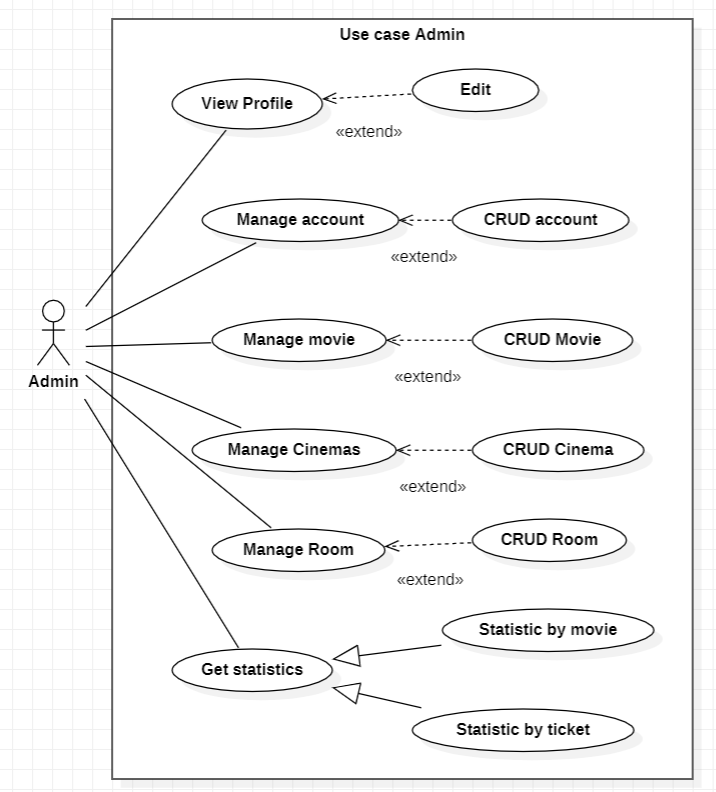 Use case Admin
View Profile
Edit
«extend»
Manage account
CRUD account
«extend»
Admin
Manage movie
CRUD Movie
«extend»
Manage Cinemas
CRUD Cinema
«extend»
Manage Room
CRUD Room
«extend»
Get statistics
Statistic by movie
Statistic by ticket